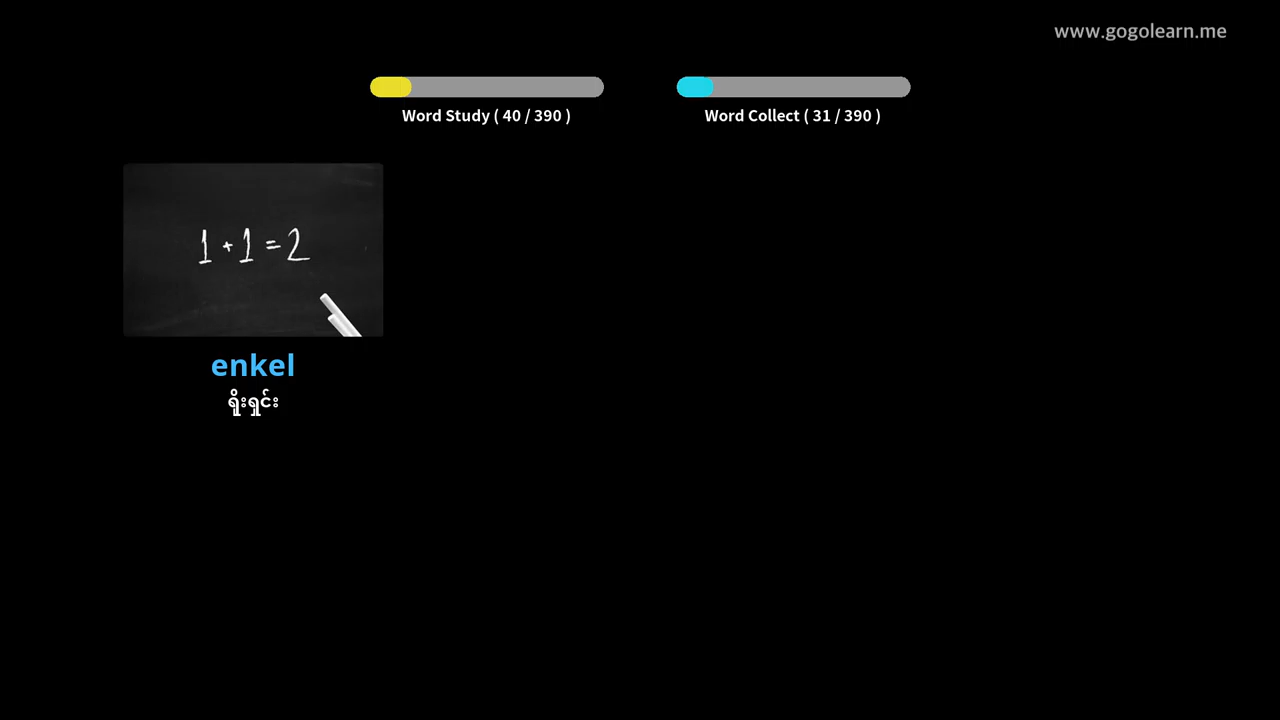 www.gogolearn.me
Word Study ( 40 / 390 )
Word Collect ( 31 / 390 )
1 + 1 = 2
enkel
ရိုးရှင်း